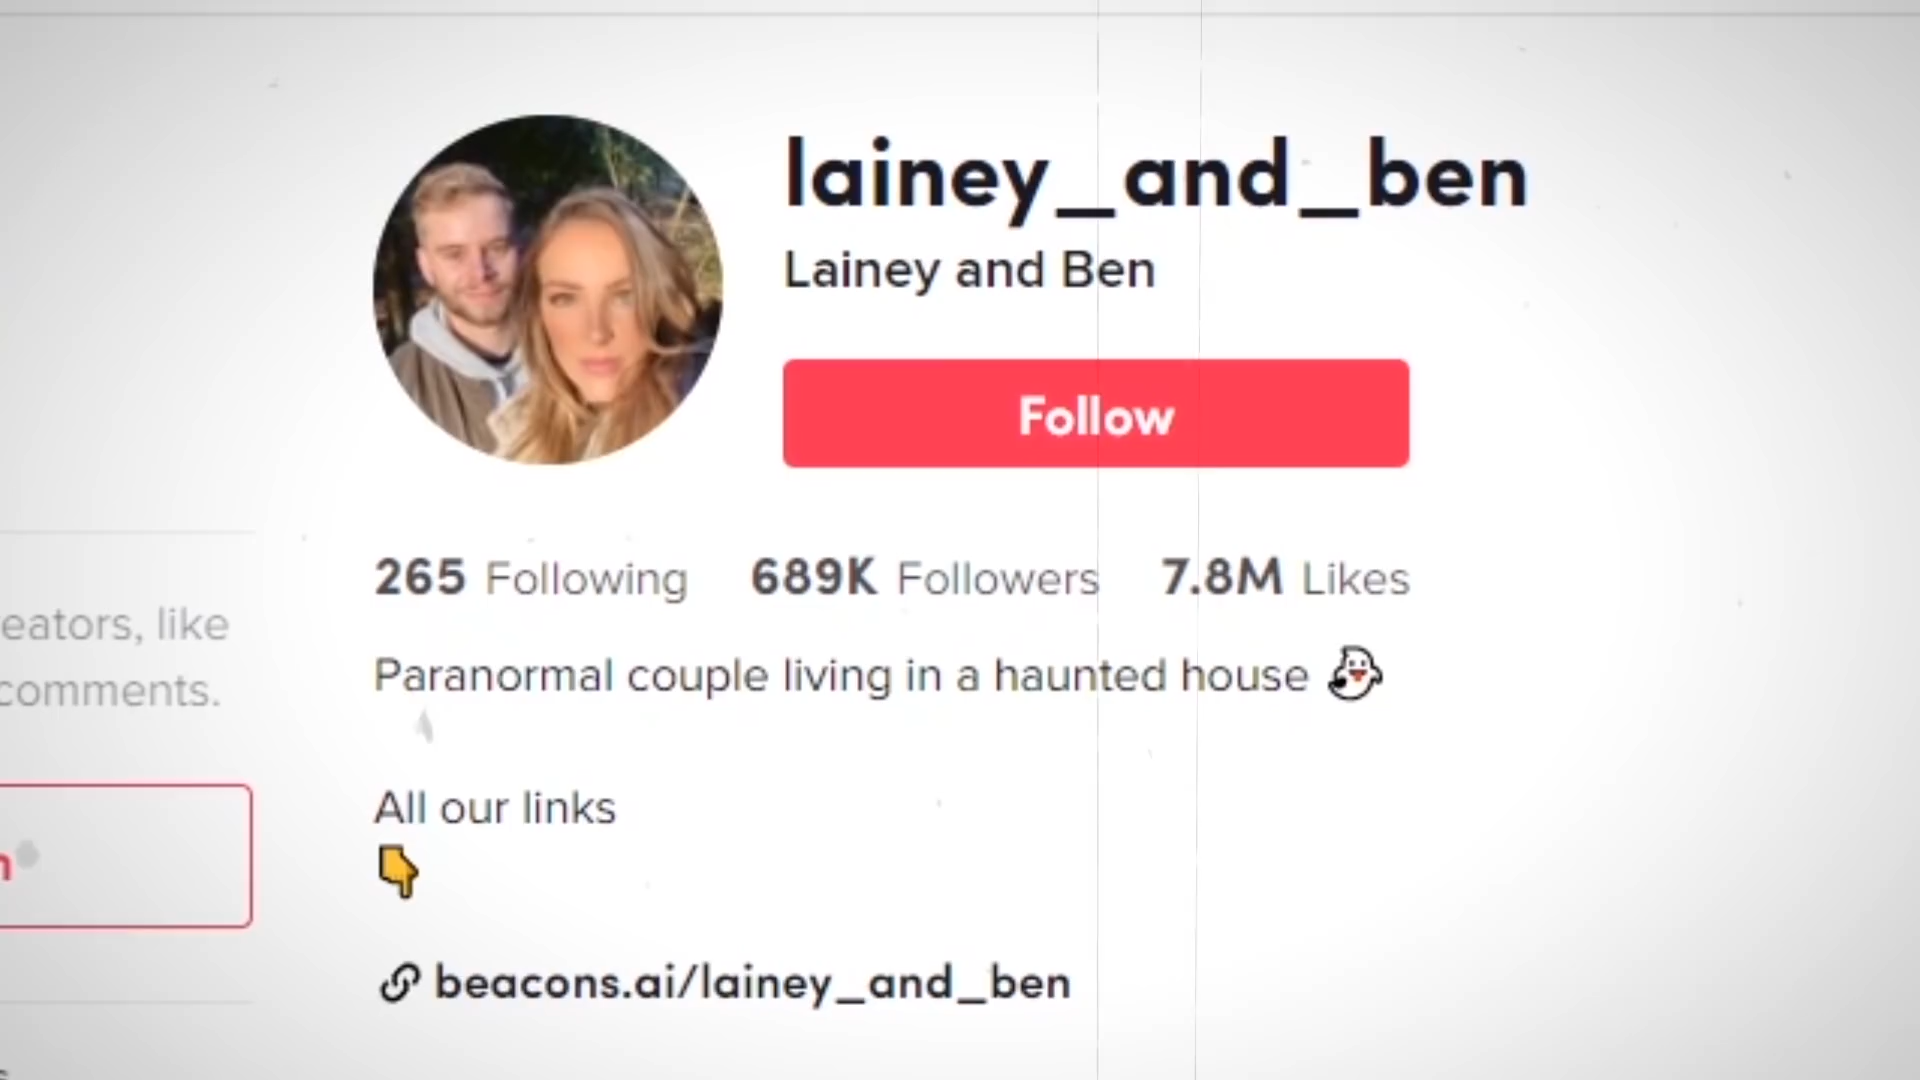 lainey_and_ben
Lainey and Ben
Follow
265 Following 689K Followers 7.8M Likes
Paranormal couple living in a haunted house 👻
All our links
👇
beacons.ai/lainey_and_ben
eators, like
comments.
n